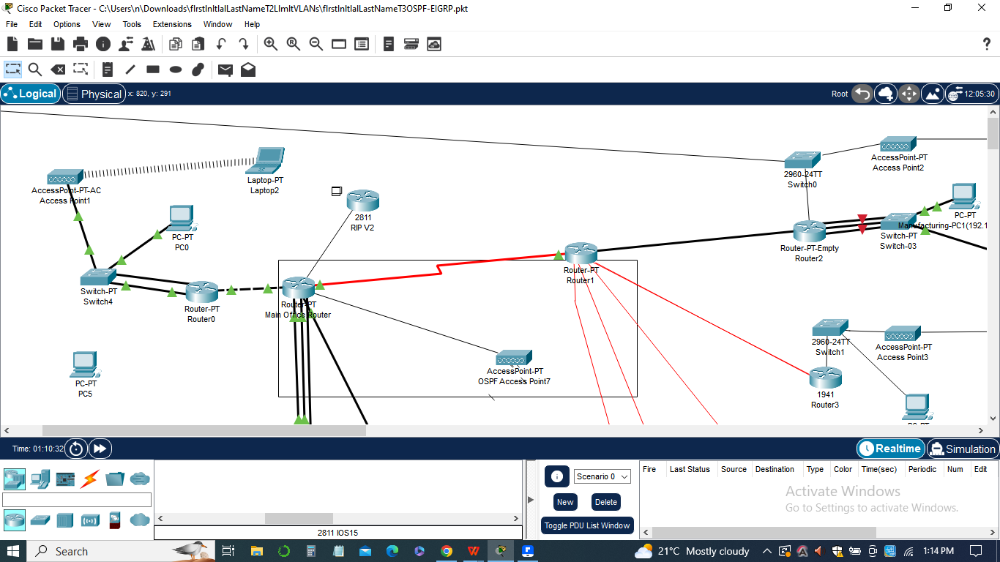 Cisco Packet Tracer - C:\Users\n\Downloads\fIrstInItIalLastNameT2LImItVLANs\fIrstInItIalLastNameT3OSPF-EIGRP.pkt
File Edit Options View Tools Extensions Window Help
Logical Physical x: 820, y: 291 Root 12:05:30
AccessPoint-PT
Access Point2
2960-24TT
Switch0
Laptop-PT
Laptop2
AccessPoint-PT-AC
Access Point1
2811
RIP V2
PC-PT
Manufacturing-PC1(192.1
PC-PT
PC0
Switch-PT
Switch-03
Router-PT-Empty
Router2
Router-PT
Router1
Switch-PT
Switch4
Router-PT
Router0
Router-PT
Main Office Router
2960-24TT
Switch1
AccessPoint-PT
Access Point3
AccessPoint-PT
OSPF Access Point7
PC-PT
PC5
1941
Router3
Time: 01:10:32 Realtime Simulation
Scenario 0
New Delete
Toggle PDU List Window
Fire Last Status Source Destination Type Color Time(sec) Periodic Num Edit
Activate Windows
Go to Settings to activate Windows.
2811 IOS15
Search 21°C Mostly cloudy 1:14 PM